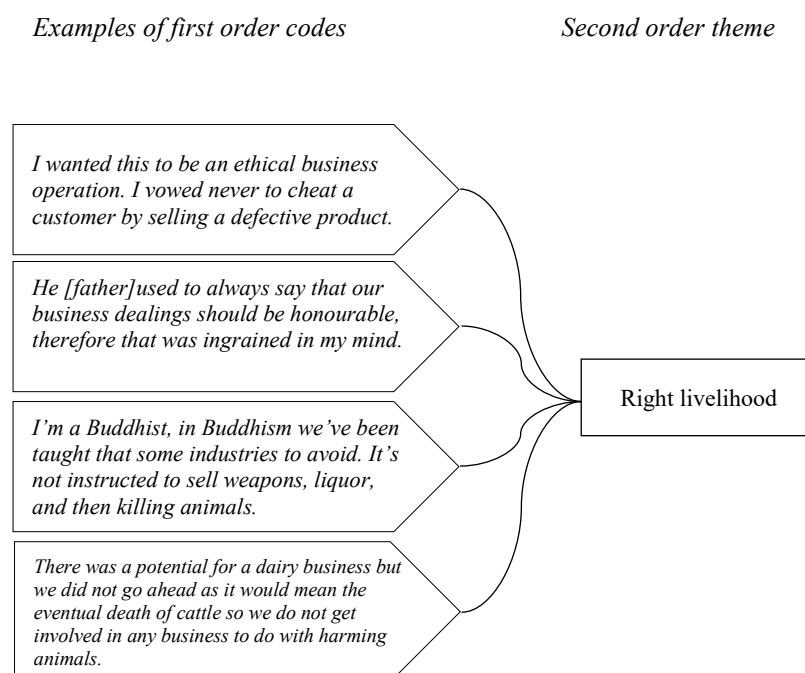 Examples of first order codes
Second order theme
I wanted this to be an ethical business
operation. I vowed never to cheat a
customer by selling a defective product.
He [father]used to always say that our
business dealings should be honourable,
therefore that was ingrained in my mind.
I’m a Buddhist, in Buddhism we’ve been
taught that some industries to avoid. It’s
not instructed to sell weapons, liquor,
and then killing animals.
There was a potential for a dairy business but
we did not go ahead as it would mean the
eventual death of cattle so we do not get
involved in any business to do with harming
animals.
Right livelihood